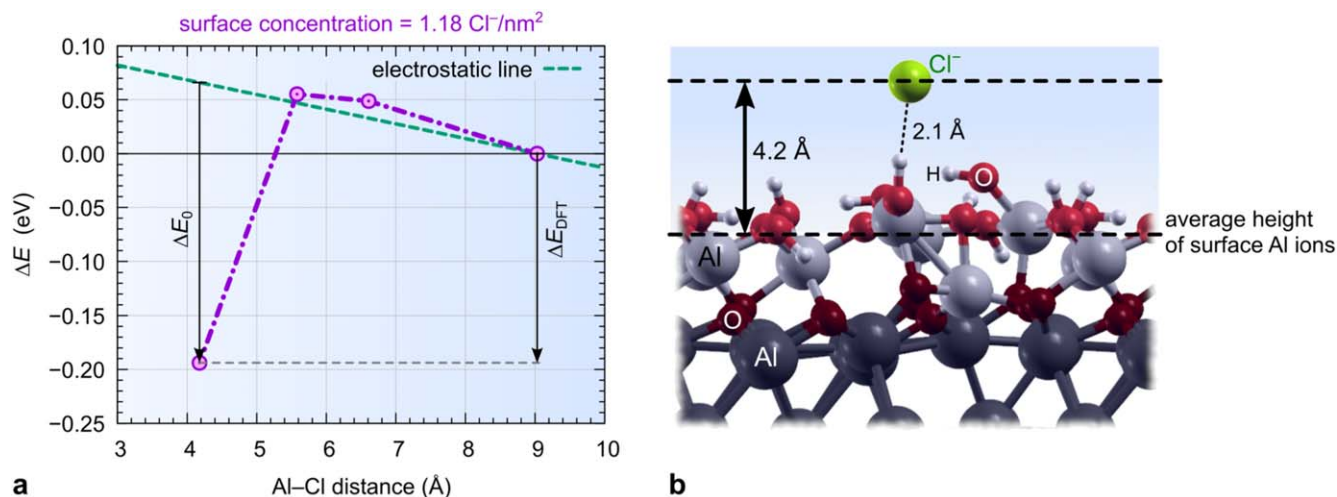 surface concentration = 1.18 Cl⁻/nm²
0.10
0.05
0.00
−0.05
−0.10
−0.15
−0.20
−0.25
ΔE (eV)
electrostatic line
ΔE₀
ΔE_DFT
3 4 5 6 7 8 9 10
Al–Cl distance (Å)
a
Cl⁻
2.1 Å
4.2 Å
H
O
Al
O
Al
average height
of surface Al ions
b